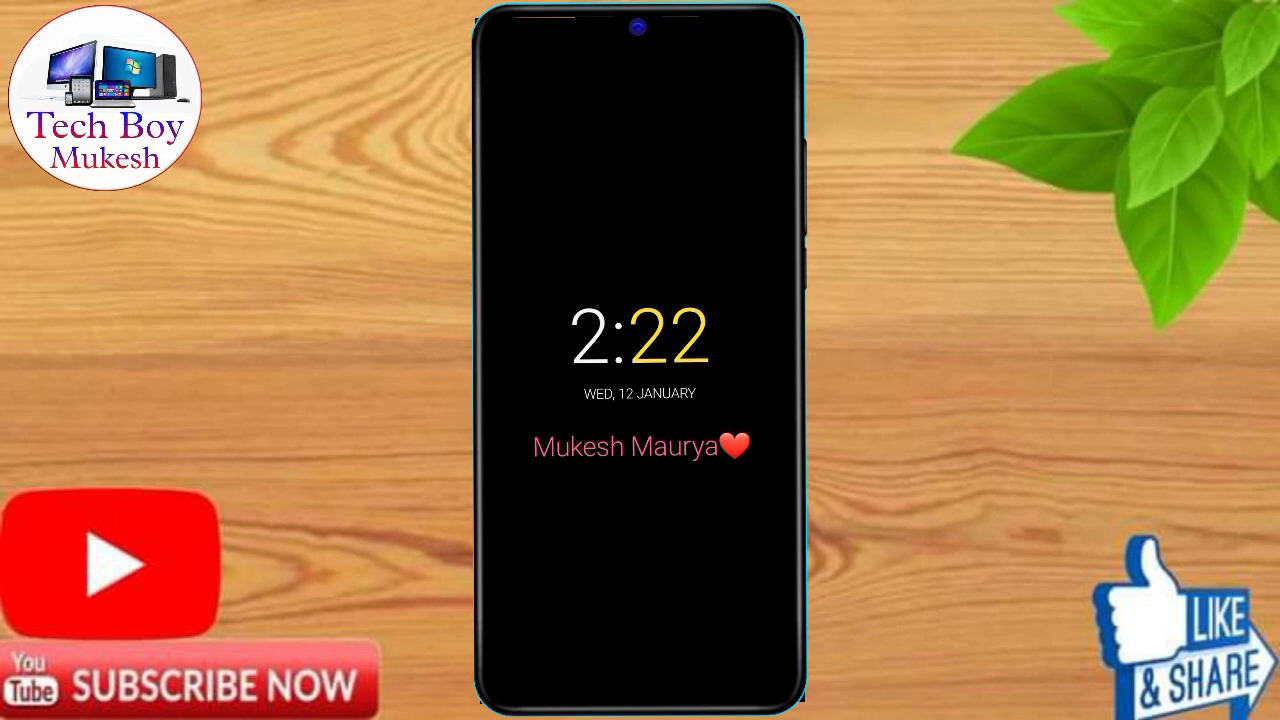 Tech Boy
Mukesh
2:22
WED, 12 JANUARY
Mukesh Maurya❤️
You
Tube
SUBSCRIBE NOW
LIKE
& SHARE